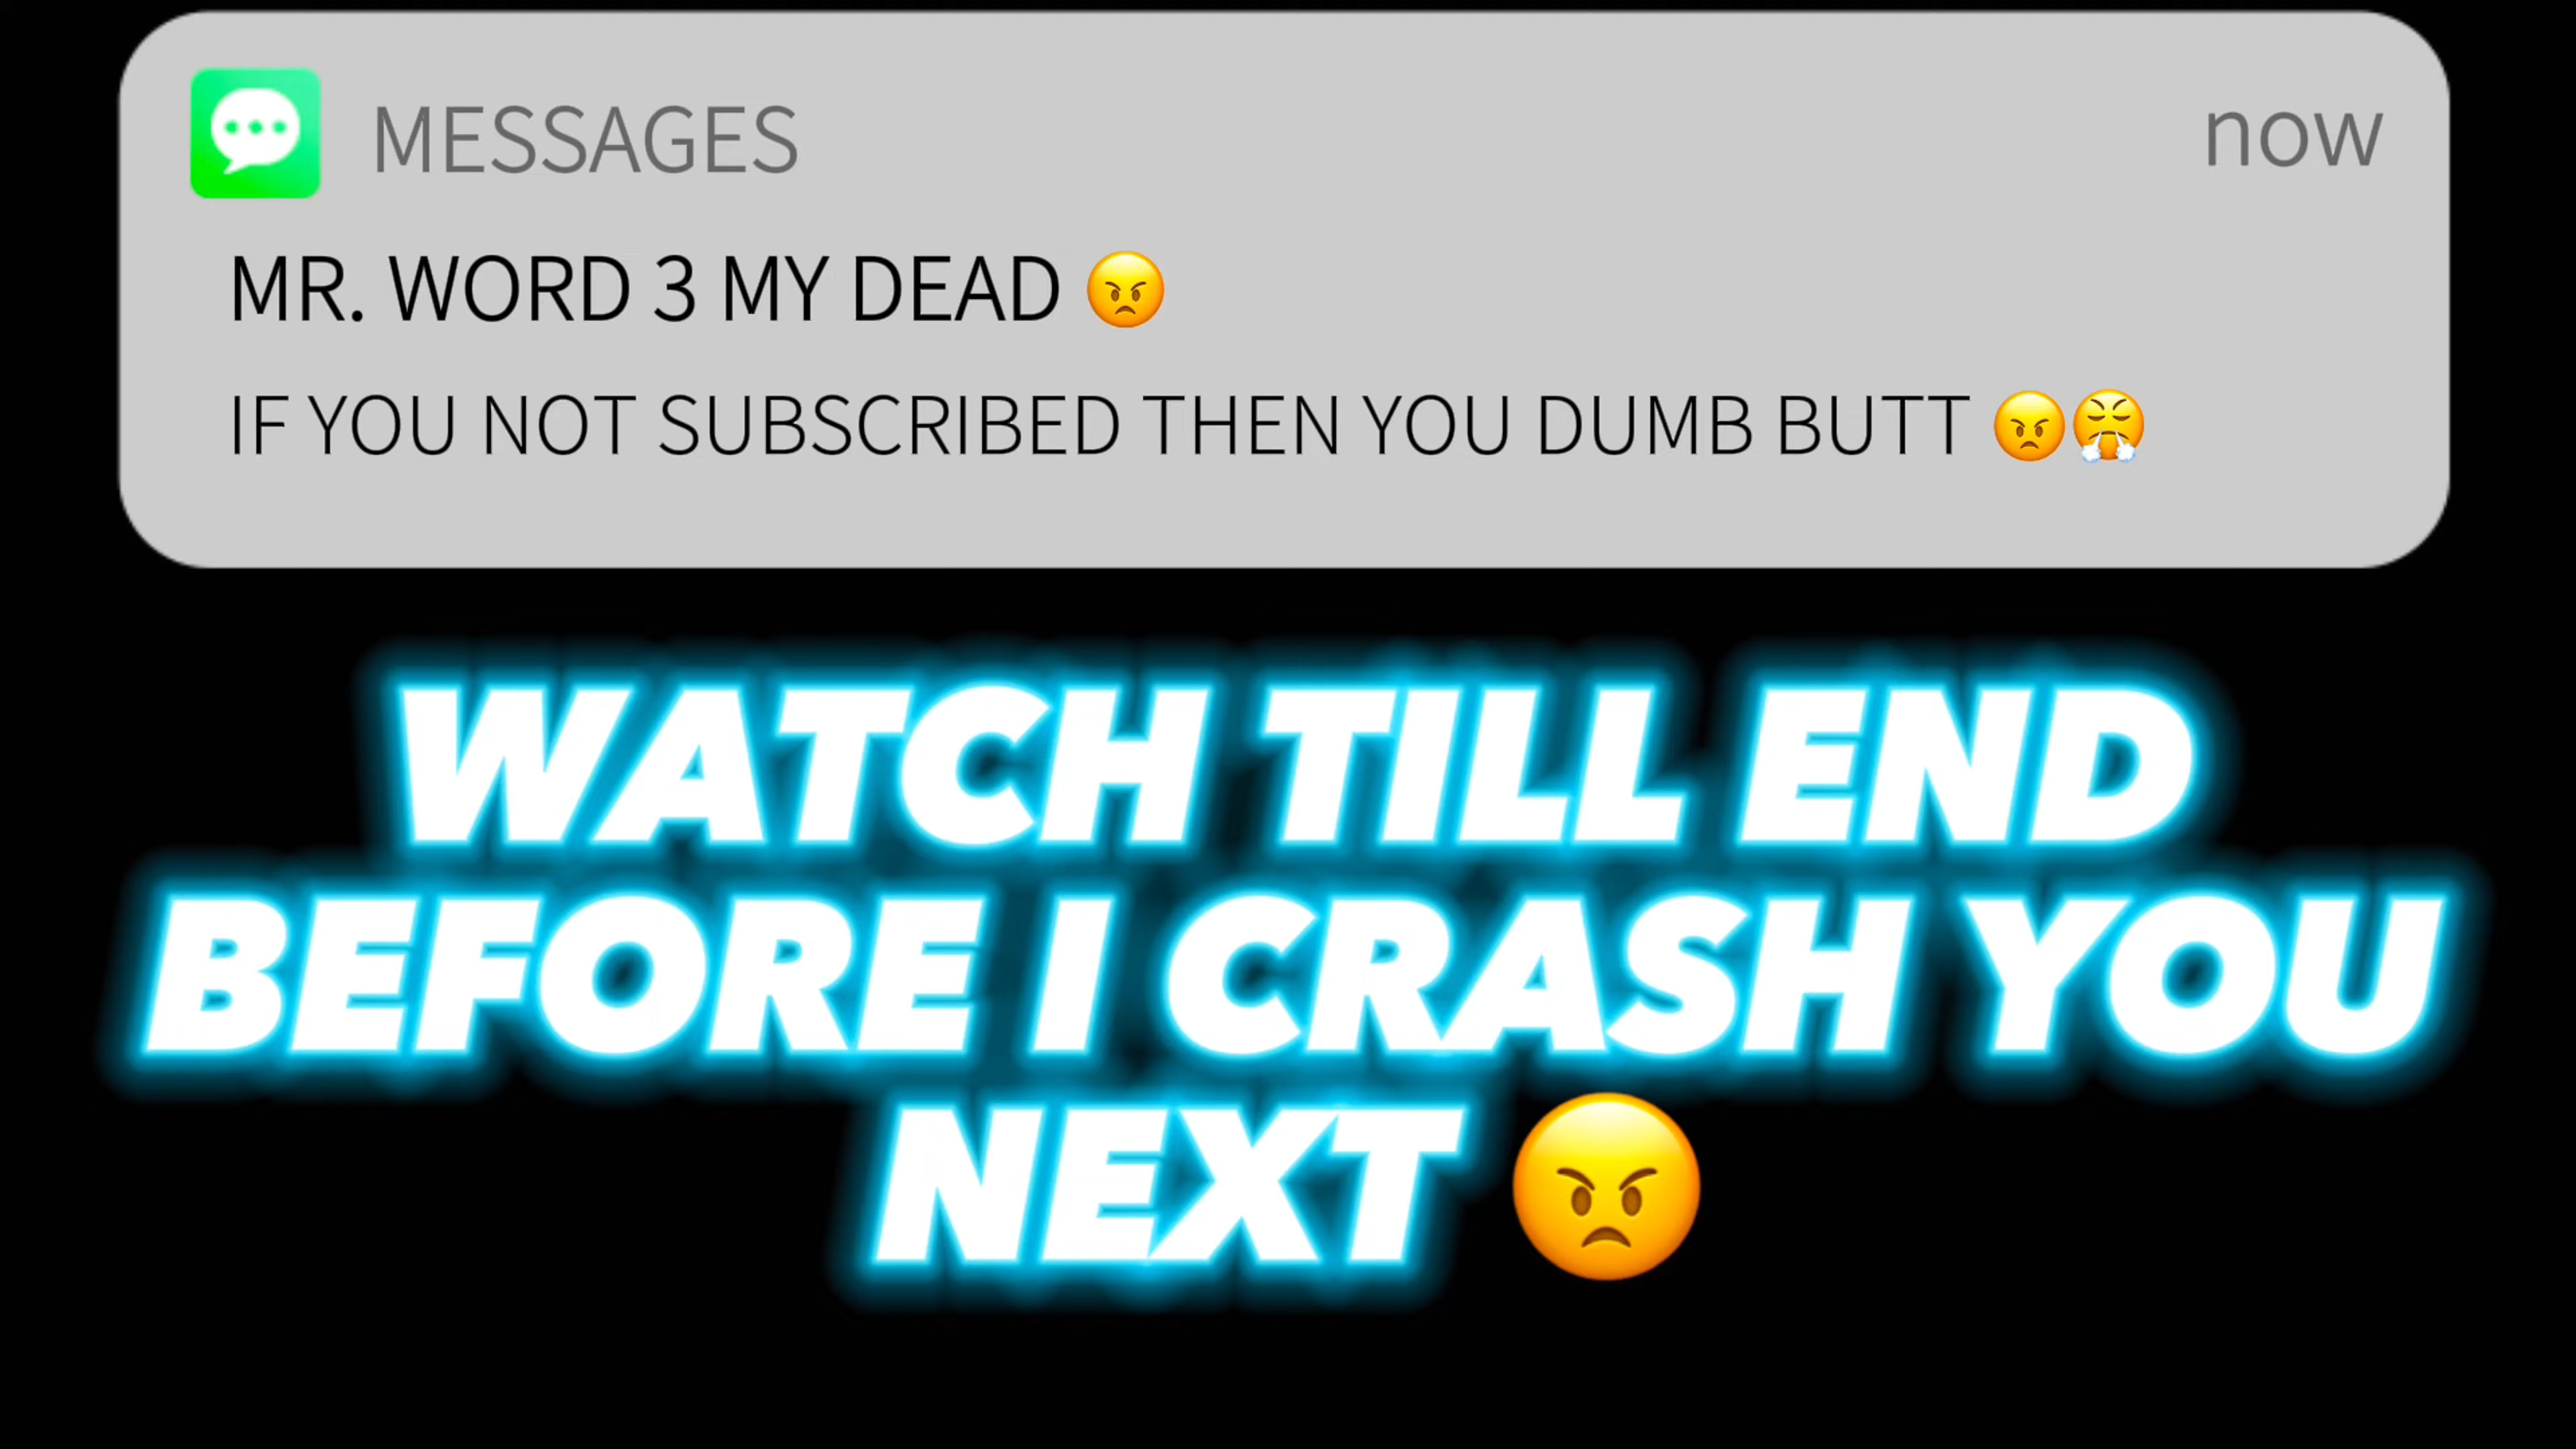 MESSAGES now
MR. WORD 3 MY DEAD 😠
IF YOU NOT SUBSCRIBED THEN YOU DUMB BUTT 😠😤
WATCH TILL END
BEFORE I CRASH YOU
NEXT 😠